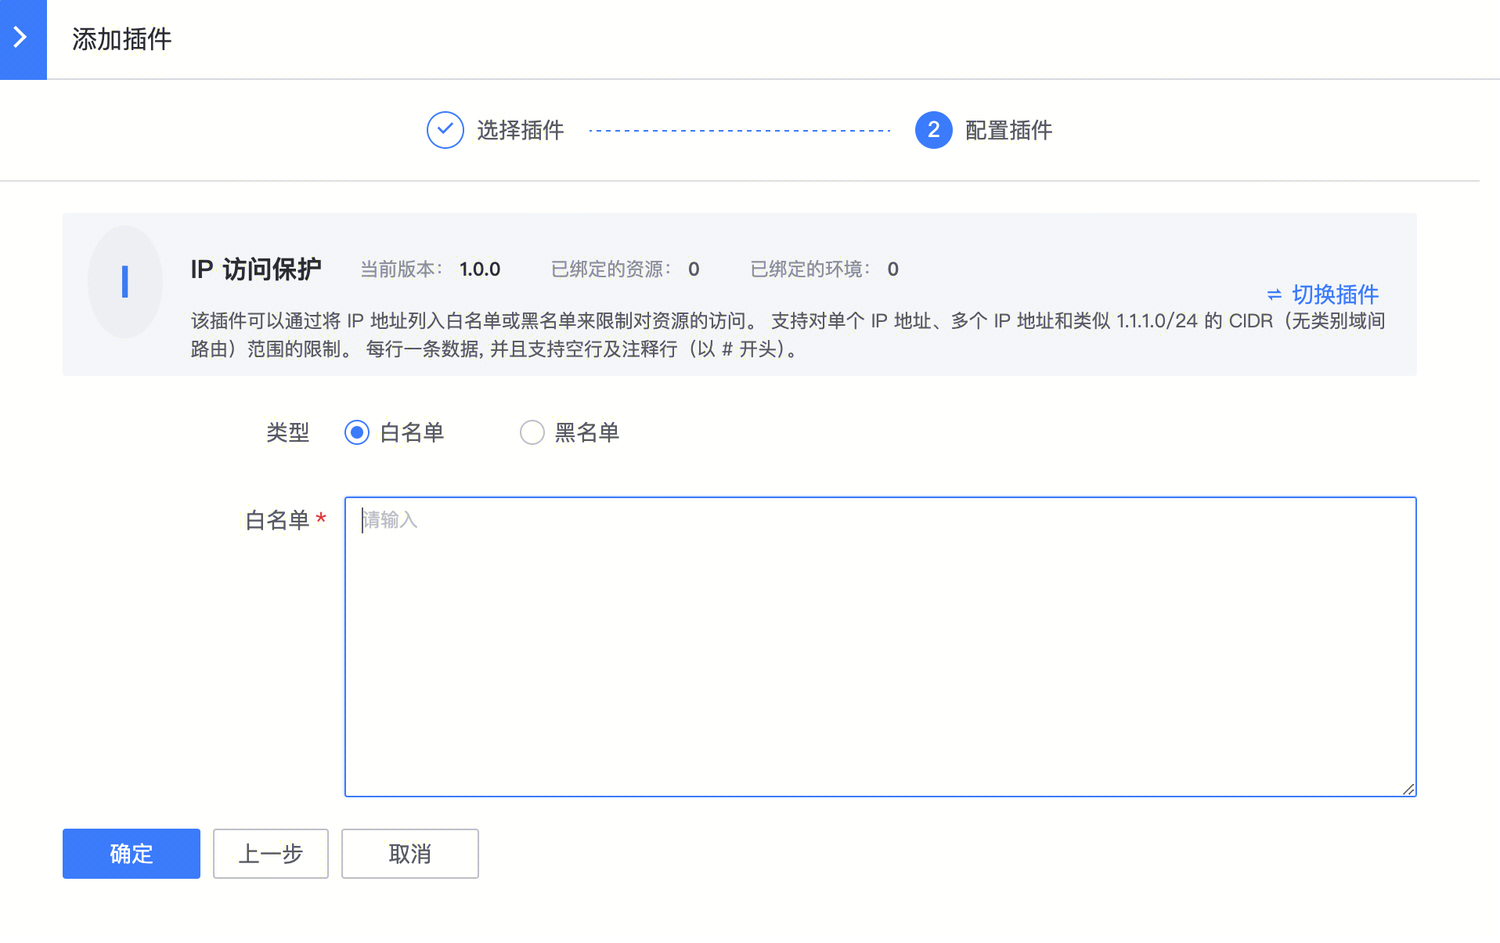 添加插件
选择插件
2 配置插件
I
IP 访问保护 当前版本： 1.0.0 已绑定的资源： 0 已绑定的环境： 0
切换插件
该插件可以通过将 IP 地址列入白名单或黑名单来限制对资源的访问。 支持对单个 IP 地址、多个 IP 地址和类似 1.1.1.0/24 的 CIDR（无类别域间
路由）范围的限制。 每行一条数据, 并且支持空行及注释行（以 # 开头）。
类型 白名单 黑名单
白名单 * 请输入
确定 上一步 取消